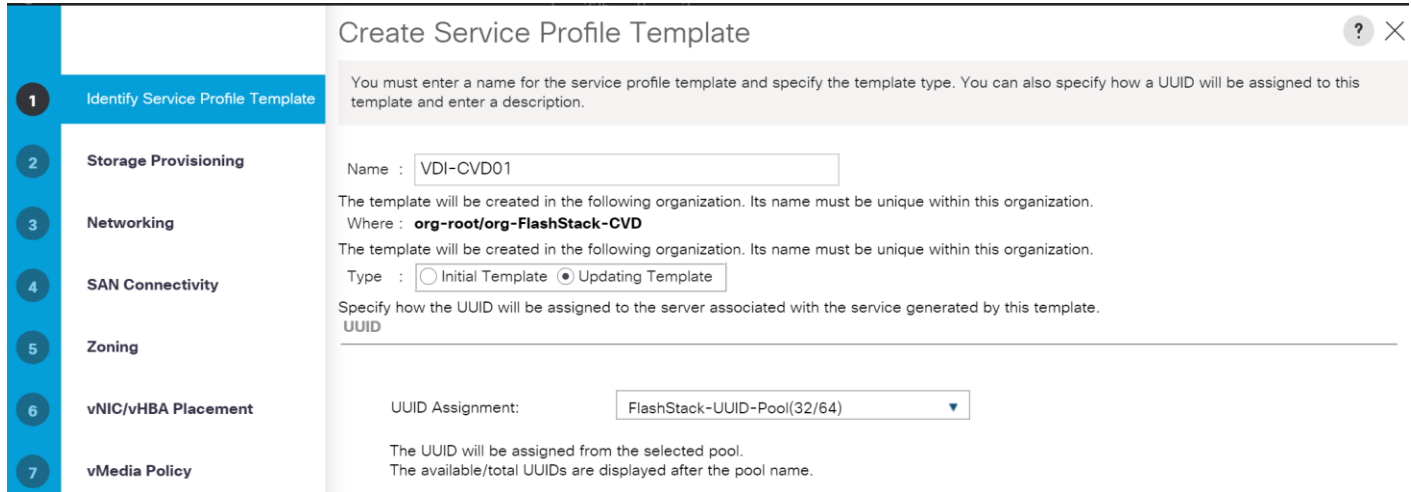 Create Service Profile Template
? ×
You must enter a name for the service profile template and specify the template type. You can also specify how a UUID will be assigned to this
template and enter a description.
1 Identify Service Profile Template
2 Storage Provisioning
3 Networking
4 SAN Connectivity
5 Zoning
6 vNIC/vHBA Placement
7 vMedia Policy
Name : VDI-CVD01
The template will be created in the following organization. Its name must be unique within this organization.
Where : org-root/org-FlashStack-CVD
The template will be created in the following organization. Its name must be unique within this organization.
Type : Initial Template Updating Template
Specify how the UUID will be assigned to the server associated with the service generated by this template.
UUID
UUID Assignment: FlashStack-UUID-Pool(32/64)
The UUID will be assigned from the selected pool.
The available/total UUIDs are displayed after the pool name.